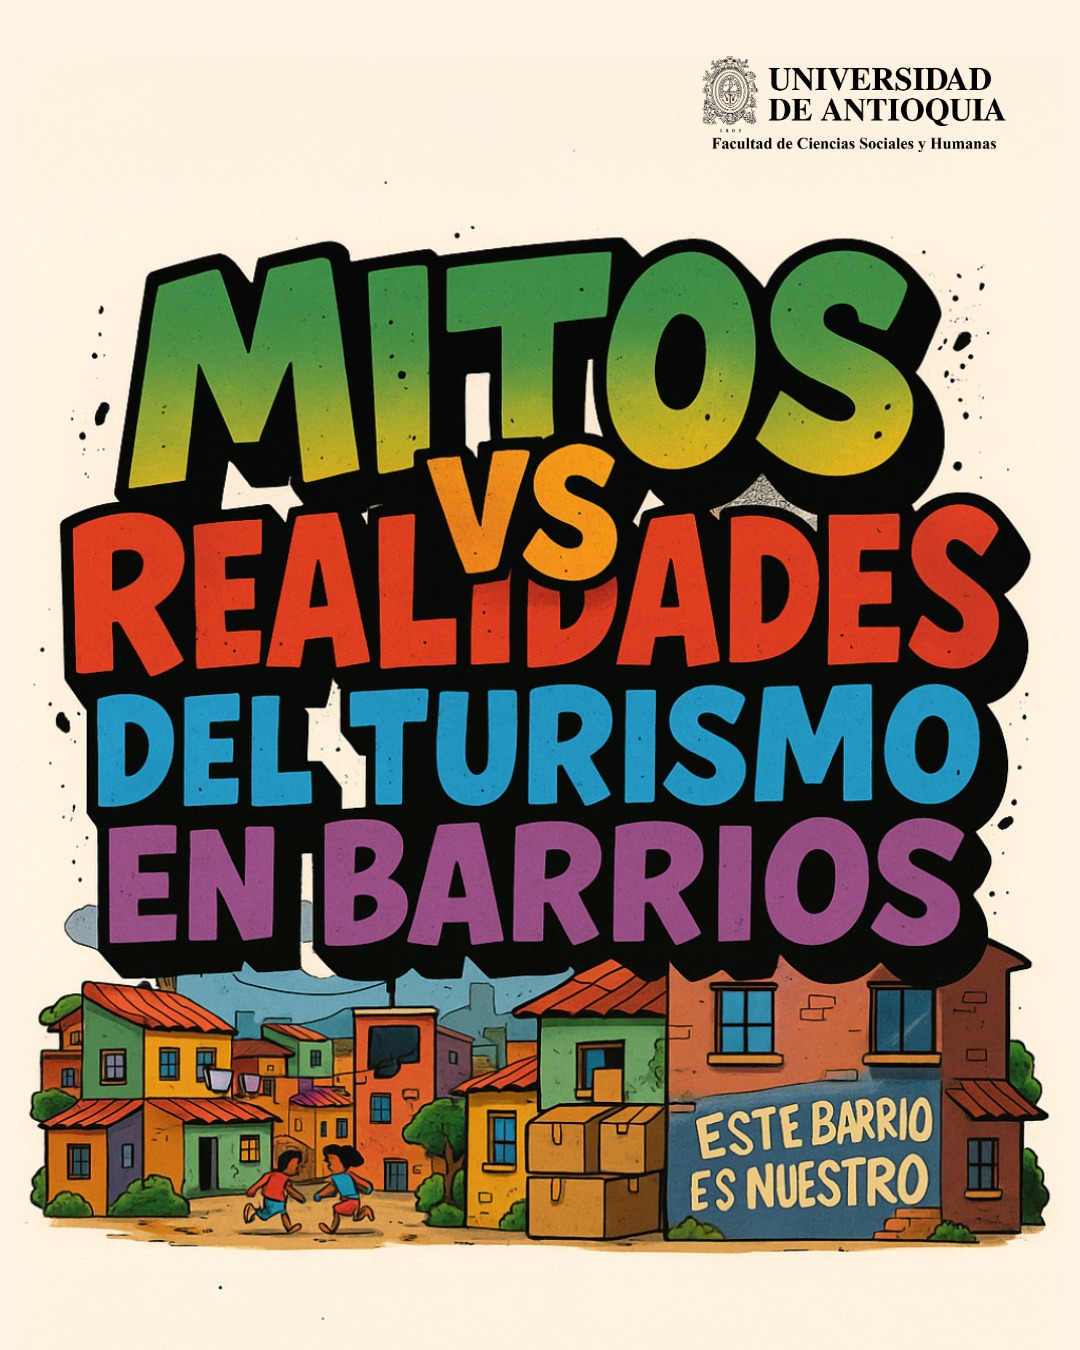 UNIVERSIDAD
DE ANTIOQUIA
1803
Facultad de Ciencias Sociales y Humanas
MITOS
VS
REALIDADES
DEL TURISMO
EN BARRIOS
ESTE BARRIO
ES NUESTRO